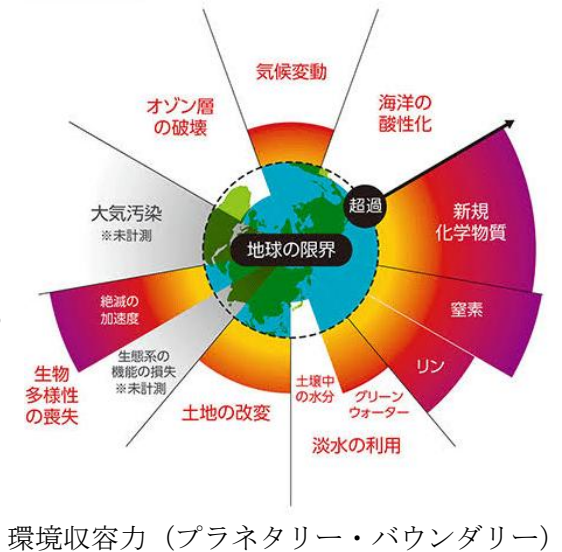 気候変動
オゾン層
の破壊
海洋の
酸性化
超過
大気汚染
※未計測
新規
化学物質
地球の限界
絶滅の
加速度
窒素
生態系の
機能の損失
※未計測
リン
生物
多様性
の喪失
土地の改変
土壌中
の水分
グリーン
ウォーター
淡水の利用
環境収容力（プラネタリー・バウンダリー）